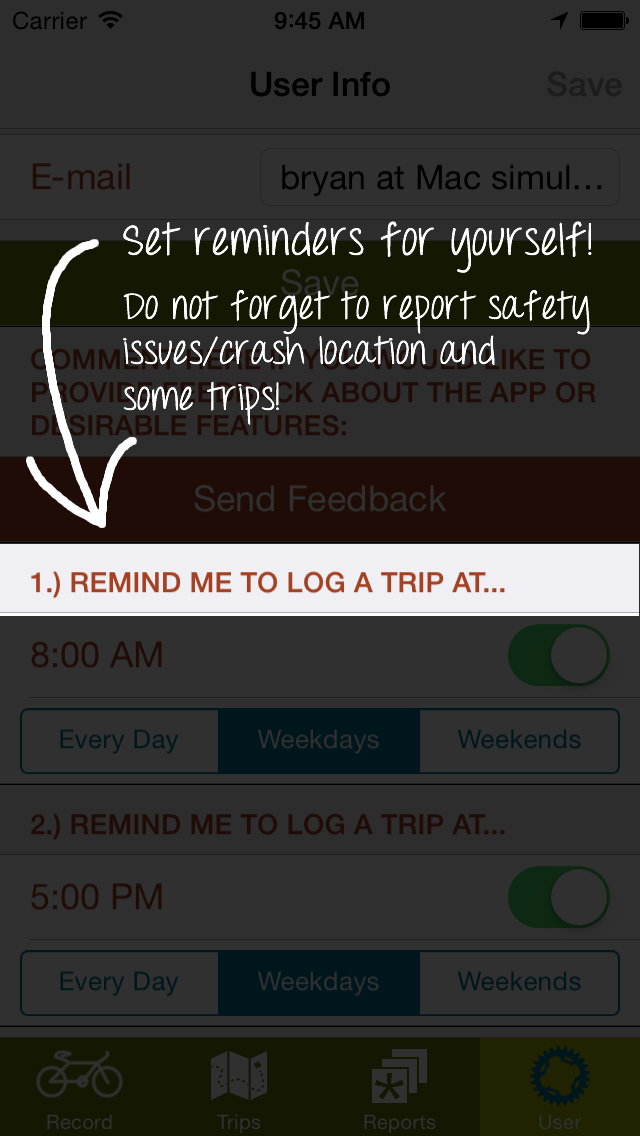 Carrier 9:45 AM
User Info Save
E-mail bryan at Mac simul...
Set reminders for yourself!
Save
Do not forget to report safety
issues/crash location and
some trips!
COMMENT HERE IF YOU WOULD LIKE TO
PROVIDE FEEDBACK ABOUT THE APP OR
DESIRABLE FEATURES:
Send Feedback
1.) REMIND ME TO LOG A TRIP AT...
8:00 AM
Every Day Weekdays Weekends
2.) REMIND ME TO LOG A TRIP AT...
5:00 PM
Every Day Weekdays Weekends
Record Trips Reports User